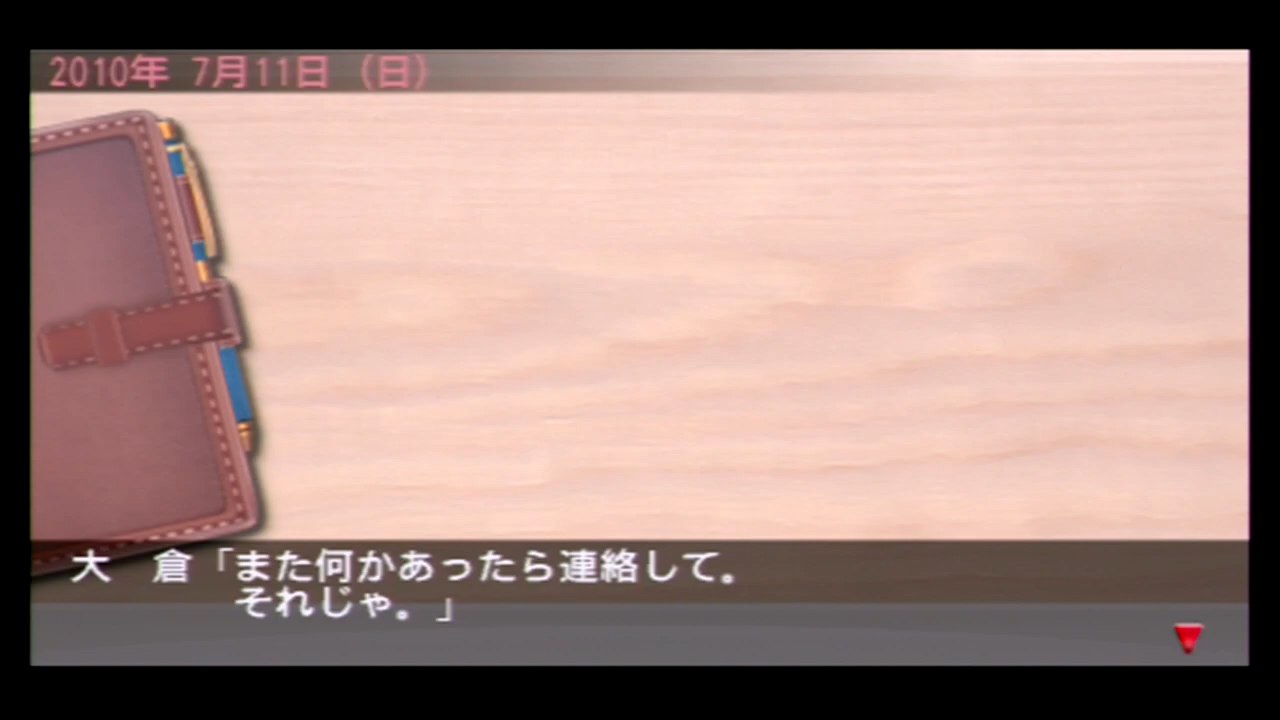 2010年 7月11日 （日）
大　倉「また何かあったら連絡して。
それじゃ。」